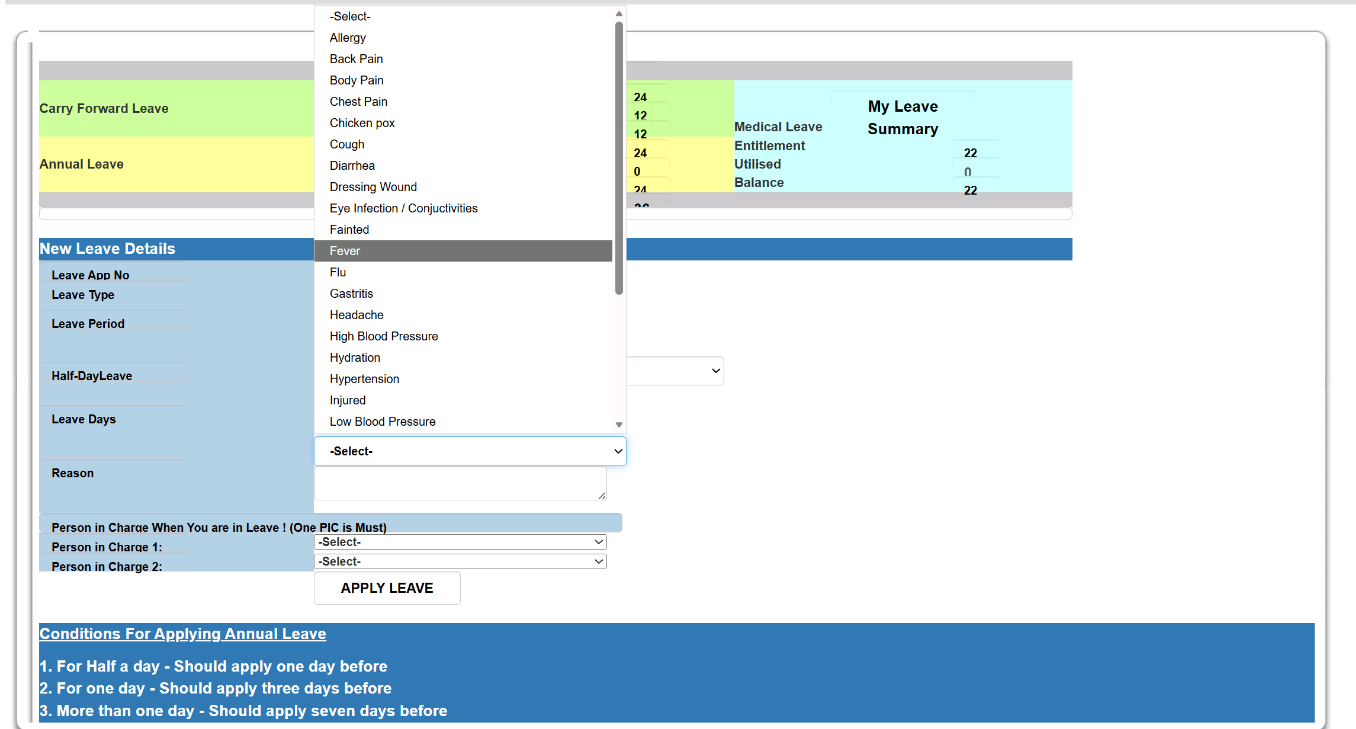 -Select-
Allergy
Back Pain
Body Pain
Chest Pain
Chicken pox
Cough
Diarrhea
Dressing Wound
Eye Infection / Conjuctivities
Fainted
Fever
Flu
Gastritis
Headache
High Blood Pressure
Hydration
Hypertension
Injured
Low Blood Pressure
Carry Forward Leave
24
12
12
Annual Leave
24
0
24
My Leave
Summary
Medical Leave
Entitlement 22
Utilised 0
Balance 22
New Leave Details
Leave App No
Leave Type
Leave Period
Half-DayLeave
Leave Days
-Select-
Reason
Person in Charge When You are in Leave ! (One PIC is Must)
Person in Charge 1: -Select-
Person in Charge 2: -Select-
APPLY LEAVE
Conditions For Applying Annual Leave
1. For Half a day - Should apply one day before
2. For one day - Should apply three days before
3. More than one day - Should apply seven days before